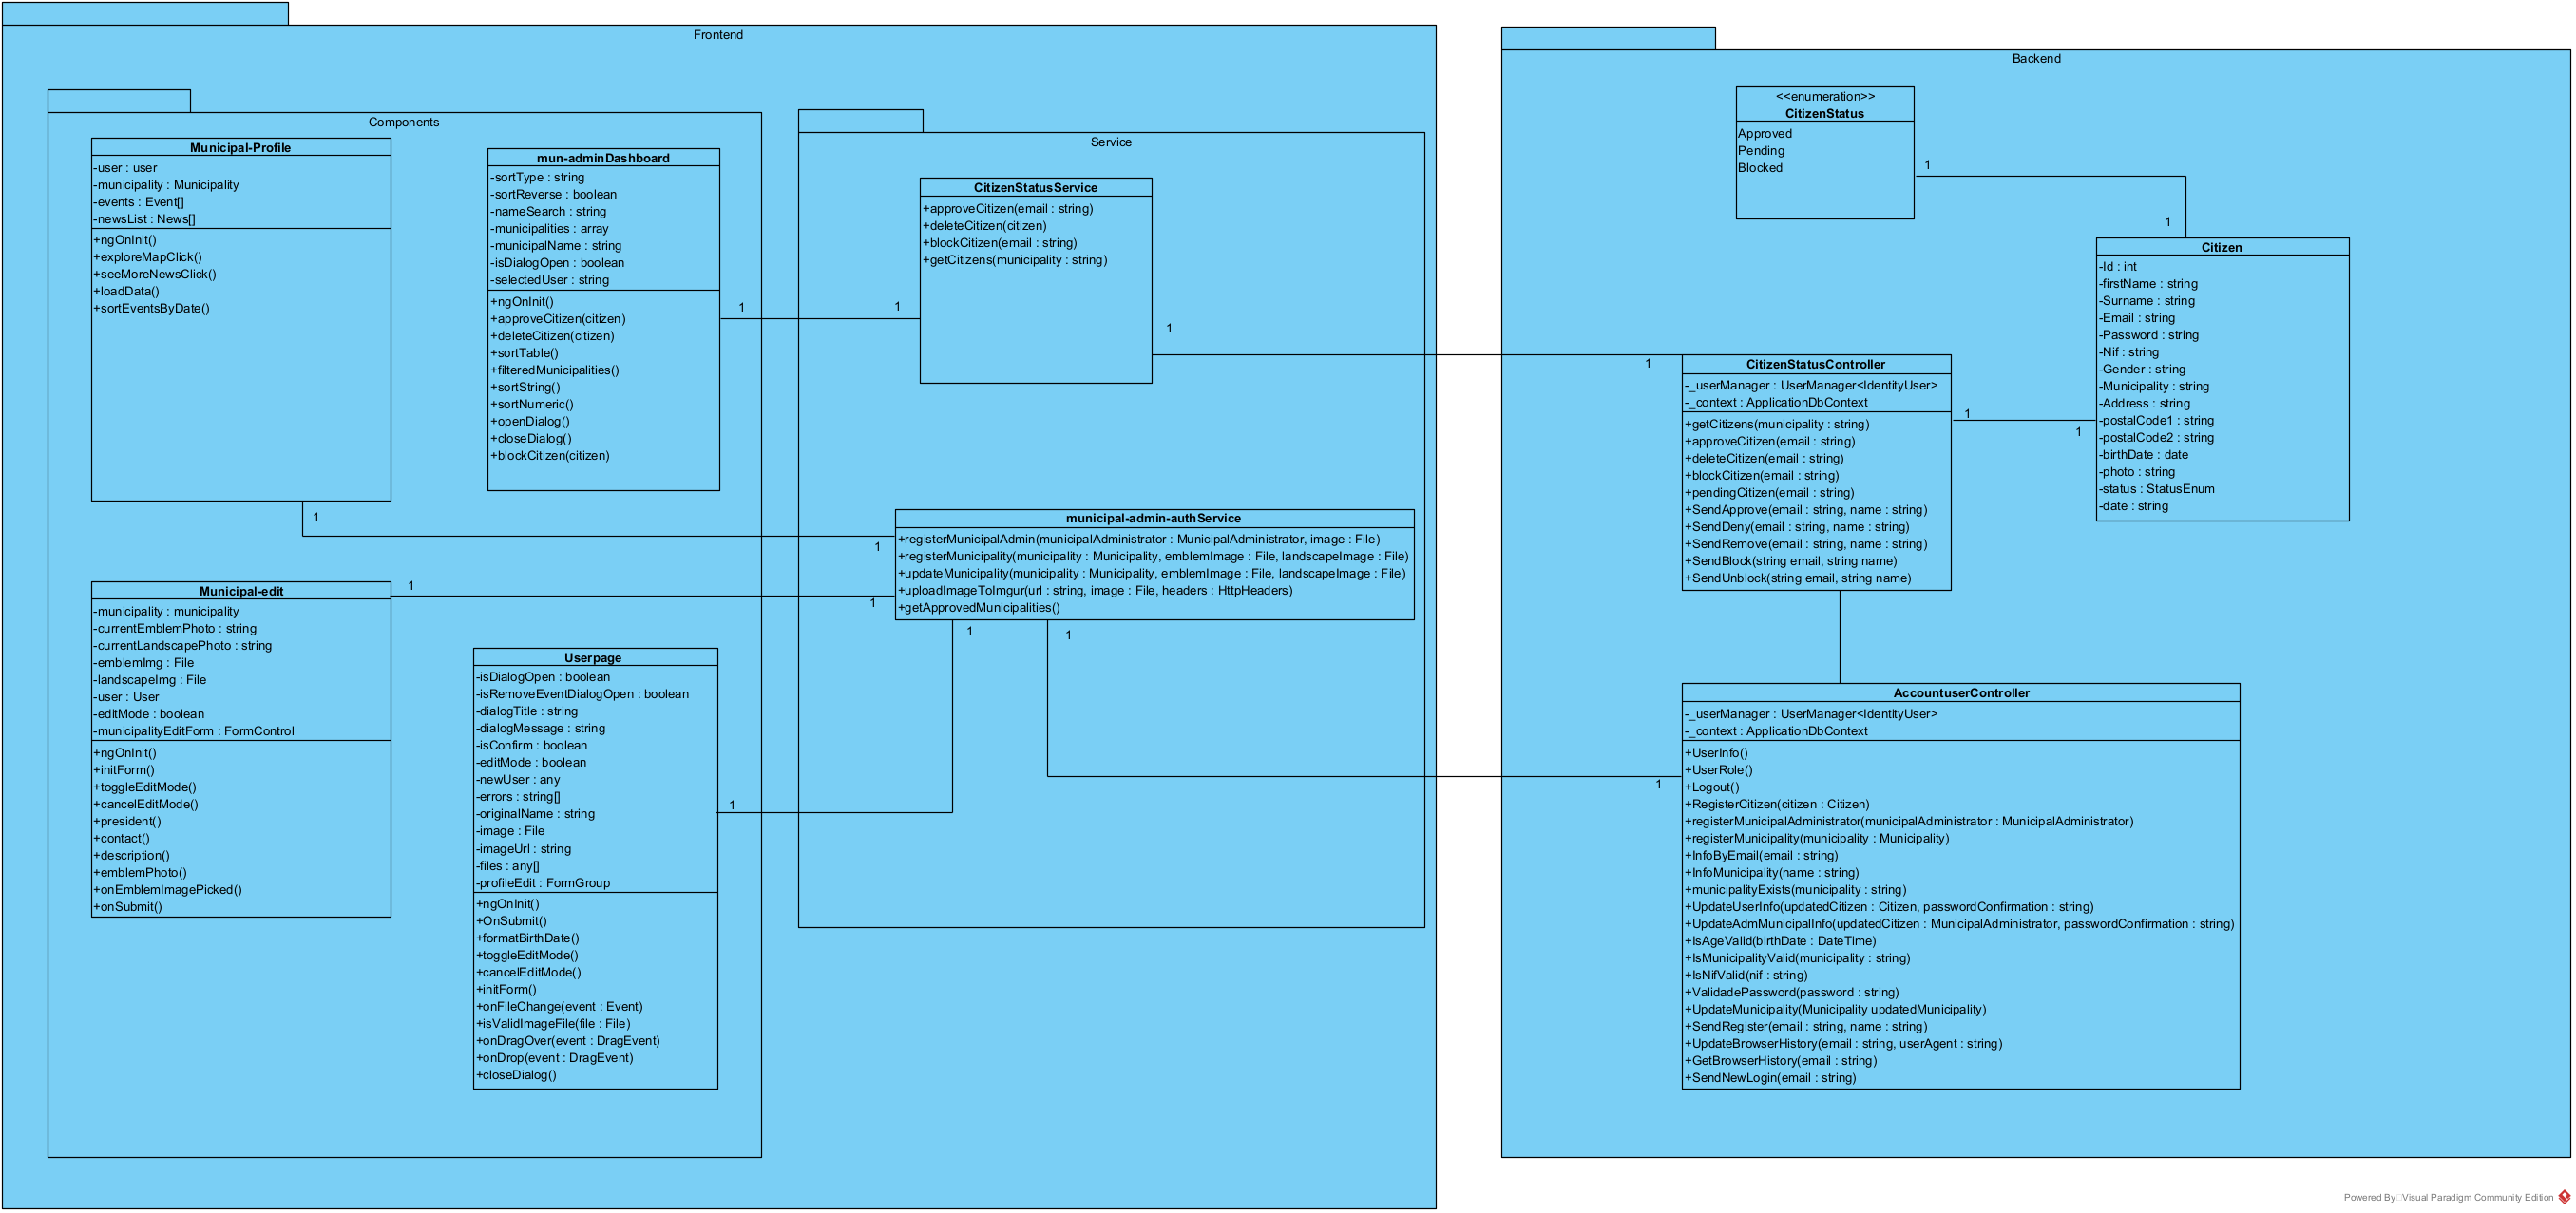 Frontend
Components
Municipal-Profile
-user : user
-municipality : Municipality
-events : Event[]
-newsList : News[]
+ngOnInit()
+exploreMapClick()
+seeMoreNewsClick()
+loadData()
+sortEventsByDate()
1
mun-adminDashboard
-sortType : string
-sortReverse : boolean
-nameSearch : string
-municipalities : array
-municipalName : string
-isDialogOpen : boolean
-selectedUser : string
+ngOnInit()
+approveCitizen(citizen)
+deleteCitizen(citizen)
+sortTable()
+filteredMunicipalities()
+sortString()
+sortNumeric()
+openDialog()
+closeDialog()
+blockCitizen(citizen)
1
Municipal-edit
-municipality : municipality
-currentEmblemPhoto : string
-currentLandscapePhoto : string
-emblemImg : File
-landscapeImg : File
-user : User
-editMode : boolean
-municipalityEditForm : FormControl
+ngOnInit()
+initForm()
+toggleEditMode()
+cancelEditMode()
+president()
+contact()
+description()
+emblemPhoto()
+onEmblemImagePicked()
+onSubmit()
1
Userpage
-isDialogOpen : boolean
-isRemoveEventDialogOpen : boolean
-dialogTitle : string
-dialogMessage : string
-isConfirm : boolean
-editMode : boolean
-newUser : any
-errors : string[]
-originalName : string
-image : File
-imageUrl : string
-files : any[]
-profileEdit : FormGroup
+ngOnInit()
+OnSubmit()
+formatBirthDate()
+toggleEditMode()
+cancelEditMode()
+initForm()
+onFileChange(event : Event)
+isValidImageFile(file : File)
+onDragOver(event : DragEvent)
+onDrop(event : DragEvent)
+closeDialog()
1
Service
CitizenStatusService
+approveCitizen(email : string)
+deleteCitizen(citizen)
+blockCitizen(email : string)
+getCitizens(municipality : string)
1
1
municipal-admin-authService
+registerMunicipalAdmin(municipalAdministrator : MunicipalAdministrator, image : File)
+registerMunicipality(municipality : Municipality, emblemImage : File, landscapeImage : File)
+updateMunicipality(municipality : Municipality, emblemImage : File, landscapeImage : File)
+uploadImageToImgur(url : string, image : File, headers : HttpHeaders)
+getApprovedMunicipalities()
1
1
1
1
Backend
<<enumeration>>
CitizenStatus
Approved
Pending
Blocked
1
1
Citizen
-Id : int
-firstName : string
-Surname : string
-Email : string
-Password : string
-Nif : string
-Gender : string
-Municipality : string
-Address : string
-postalCode1 : string
-postalCode2 : string
-birthDate : date
-photo : string
-status : StatusEnum
-date : string
1
CitizenStatusController
-_userManager : UserManager<IdentityUser>
-_context : ApplicationDbContext
+getCitizens(municipality : string)
+approveCitizen(email : string)
+deleteCitizen(email : string)
+blockCitizen(email : string)
+pendingCitizen(email : string)
+SendApprove(email : string, name : string)
+SendDeny(email : string, name : string)
+SendRemove(email : string, name : string)
+SendBlock(string email, string name)
+SendUnblock(string email, string name)
1
1
AccountuserController
-_userManager : UserManager<IdentityUser>
-_context : ApplicationDbContext
+UserInfo()
+UserRole()
+Logout()
+RegisterCitizen(citizen : Citizen)
+registerMunicipalAdministrator(municipalAdministrator : MunicipalAdministrator)
+registerMunicipality(municipality : Municipality)
+InfoByEmail(email : string)
+InfoMunicipality(name : string)
+municipalityExists(municipality : string)
+UpdateUserInfo(updatedCitizen : Citizen, passwordConfirmation : string)
+UpdateAdmMunicipalInfo(updatedCitizen : MunicipalAdministrator, passwordConfirmation : string)
+IsAgeValid(birthDate : DateTime)
+IsMunicipalityValid(municipality : string)
+IsNifValid(nif : string)
+ValidadePassword(password : string)
+UpdateMunicipality(Municipality updatedMunicipality)
+SendRegister(email : string, name : string)
+UpdateBrowserHistory(email : string, userAgent : string)
+GetBrowserHistory(email : string)
+SendNewLogin(email : string)
1
Powered By Visual Paradigm Community Edition